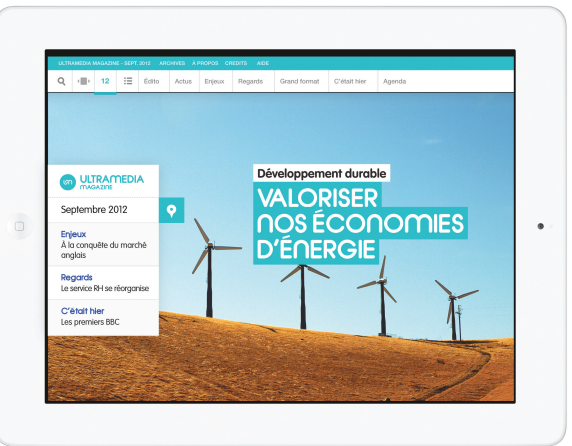 ULTRAMEDIA MAGAZINE - SEPT. 2012 ARCHIVES A PROPOS CREDITS AIDE
12 Édito Actus Enjeux Regards Grand format C'était hier Agenda
Développement durable
VALORISER
NOS ÉCONOMIES
D'ÉNERGIE
um ULTRAMEDIA
MAGAZINE
Septembre 2012
Enjeux
À la conquête du marché
anglais
Regards
Le service RH se réorganise
C'était hier
Les premiers BBC